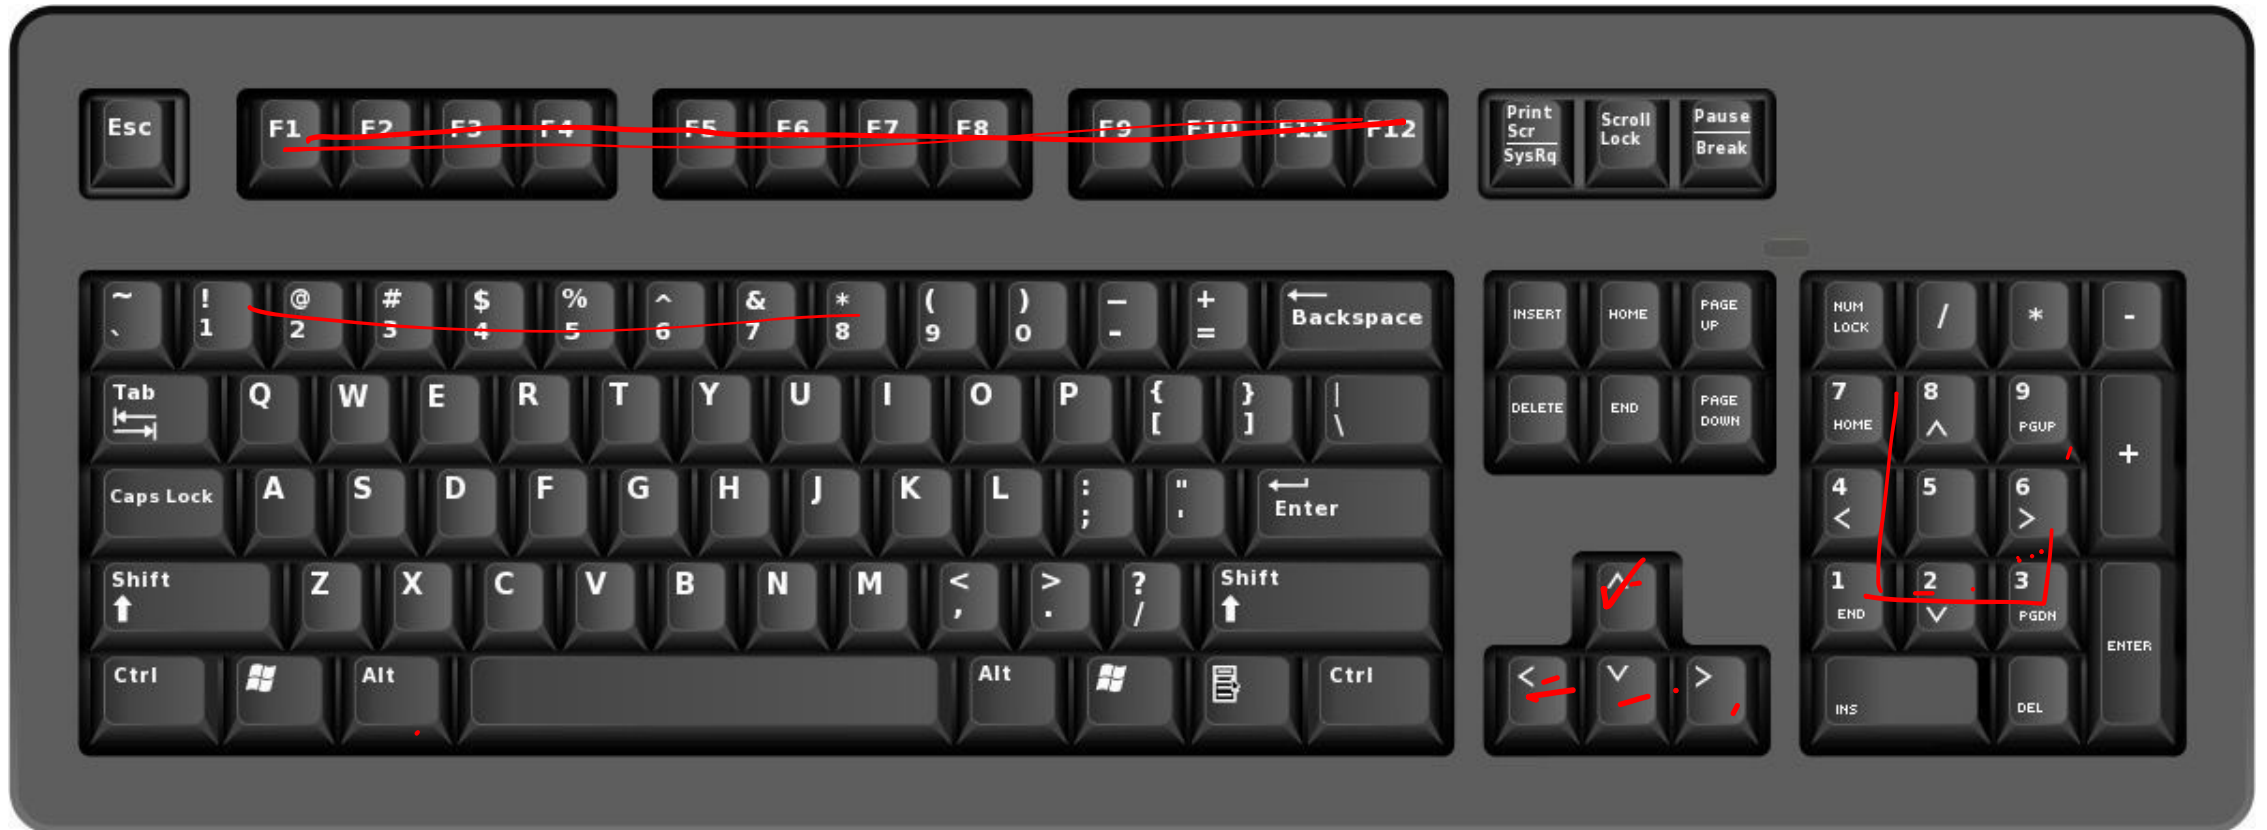 Esc F1 F2 F3 F4 F5 F6 F7 F8 F9 F10 F11 F12 Print Scr SysRq Scroll Lock Pause Break
~ ` ! 1 @ 2 # 3 $ 4 % 5 ^ 6 & 7 * 8 ( 9 ) 0 — - + = Backspace INSERT HOME PAGE UP NUM LOCK / * -
Tab Q W E R T Y U I O P { [ } ] | \ DELETE END PAGE DOWN 7 HOME 8 ^ 9 PGUP +
Caps Lock A S D F G H J K L : ; " ' Enter 4 < 5 6 >
Shift Z X C V B N M < , > . ? / Shift ^ 1 END 2 v 3 PGDN ENTER
Ctrl Alt Alt Ctrl < v > INS DEL